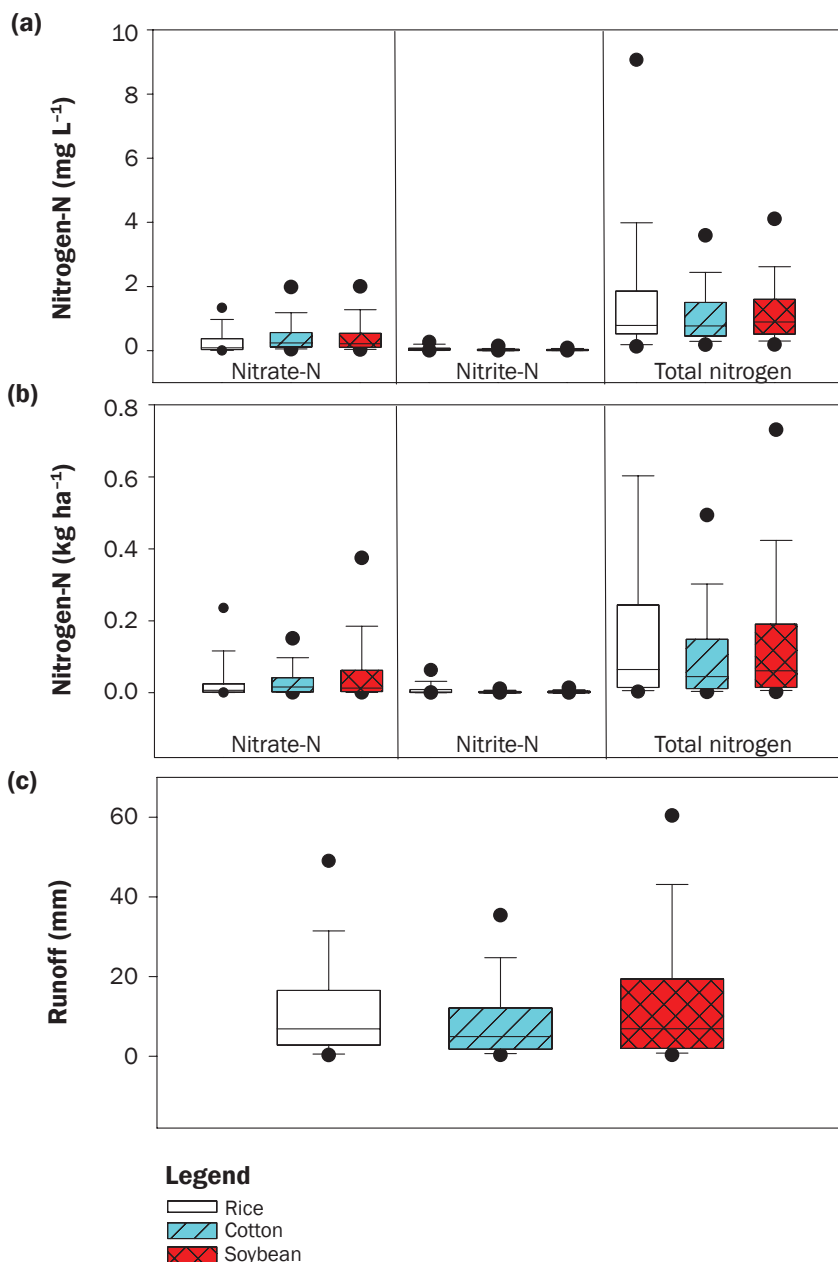 (a)
Nitrogen-N (mg L⁻¹)
10
8
6
4
2
0
Nitrate-N Nitrite-N Total nitrogen
(b)
Nitrogen-N (kg ha⁻¹)
0.8
0.6
0.4
0.2
0.0
Nitrate-N Nitrite-N Total nitrogen
(c)
Runoff (mm)
60
40
20
0
Legend
Rice
Cotton
Soybean